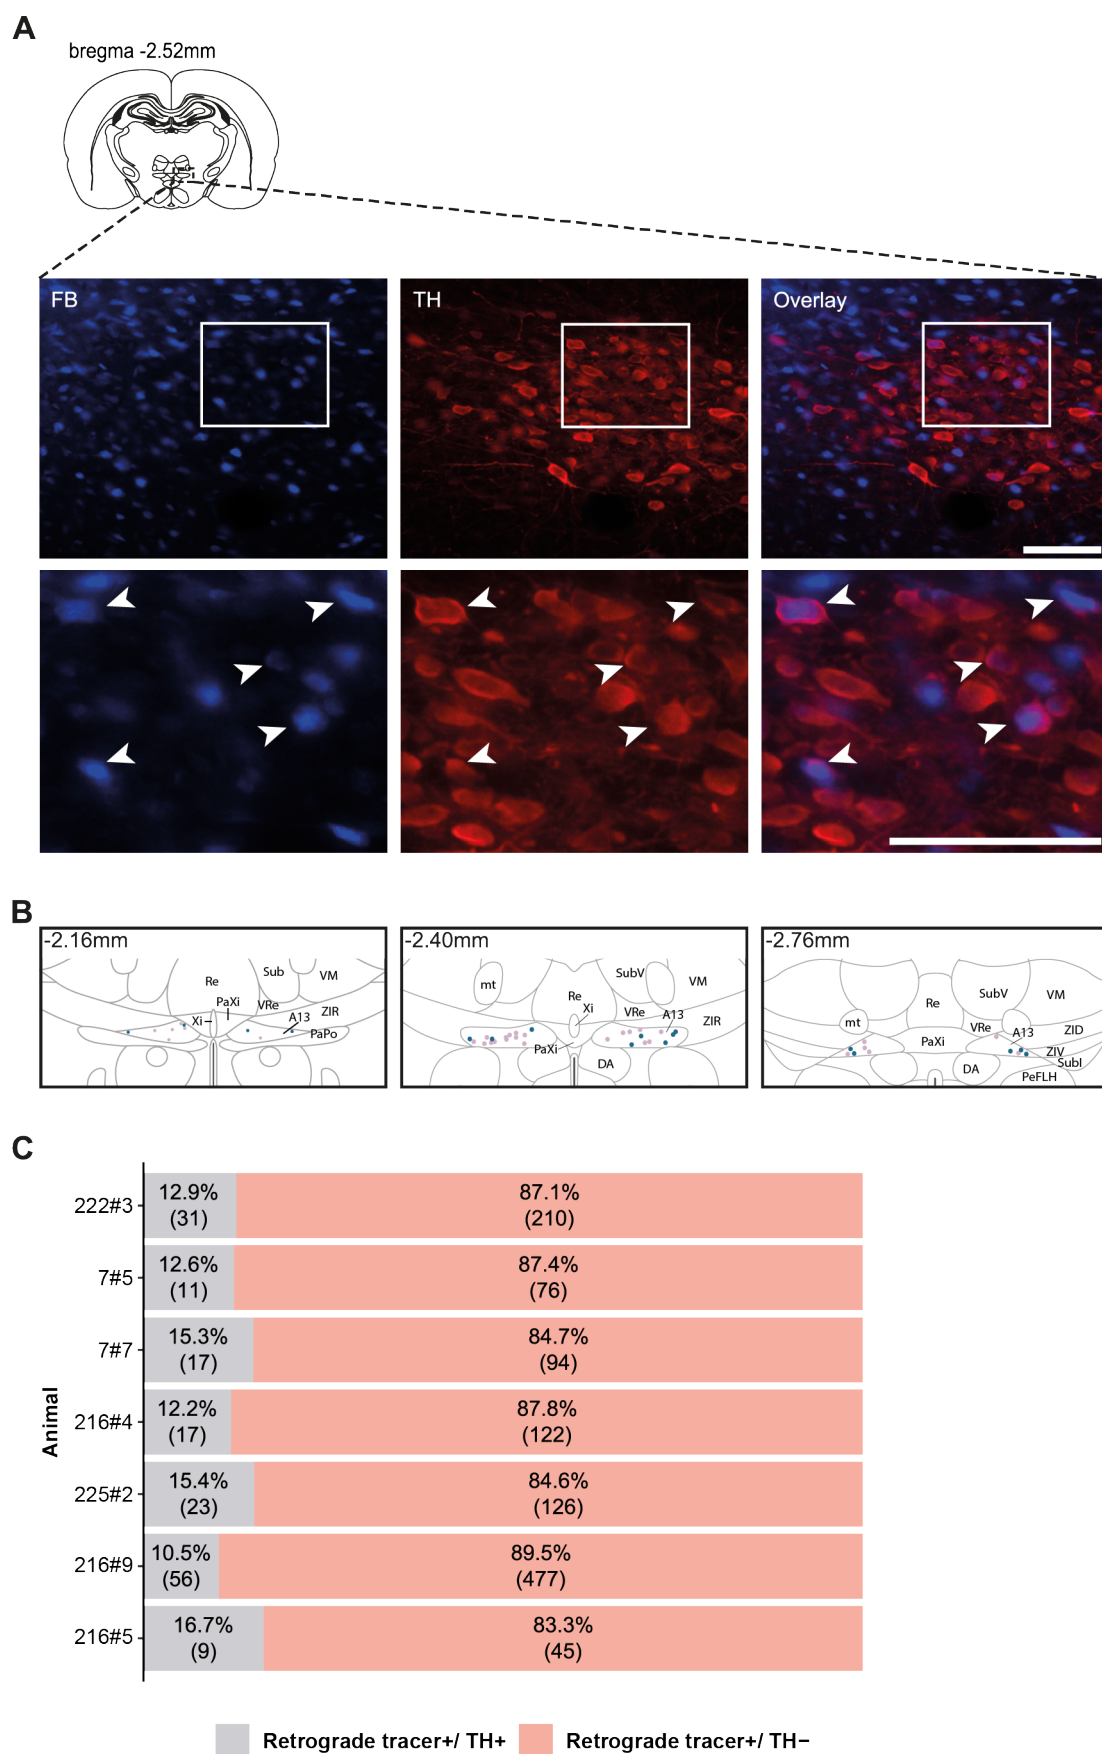 A
bregma -2.52mm
FB
TH
Overlay
B
-2.16mm
Re
Sub
VM
PaXi
VRe
Xi
A13
ZIR
PaPo
-2.40mm
mt
SubV
VM
Re
Xi
VRe
A13
ZIR
PaXi
DA
-2.76mm
Re
SubV
VM
mt
VRe
A13
ZID
PaXi
ZIV
DA
SubI
PeFLH
C
Animal
222#3
12.9%
(31)
87.1%
(210)
7#5
12.6%
(11)
87.4%
(76)
7#7
15.3%
(17)
84.7%
(94)
216#4
12.2%
(17)
87.8%
(122)
225#2
15.4%
(23)
84.6%
(126)
216#9
10.5%
(56)
89.5%
(477)
216#5
16.7%
(9)
83.3%
(45)
Retrograde tracer+/ TH+
Retrograde tracer+/ TH−